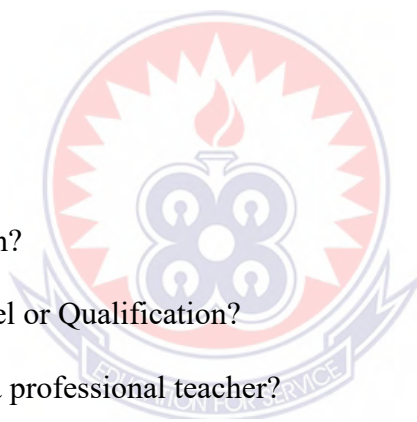 n?
el or Qualification?
a professional teacher?
EDUCATION FOR SERVICE